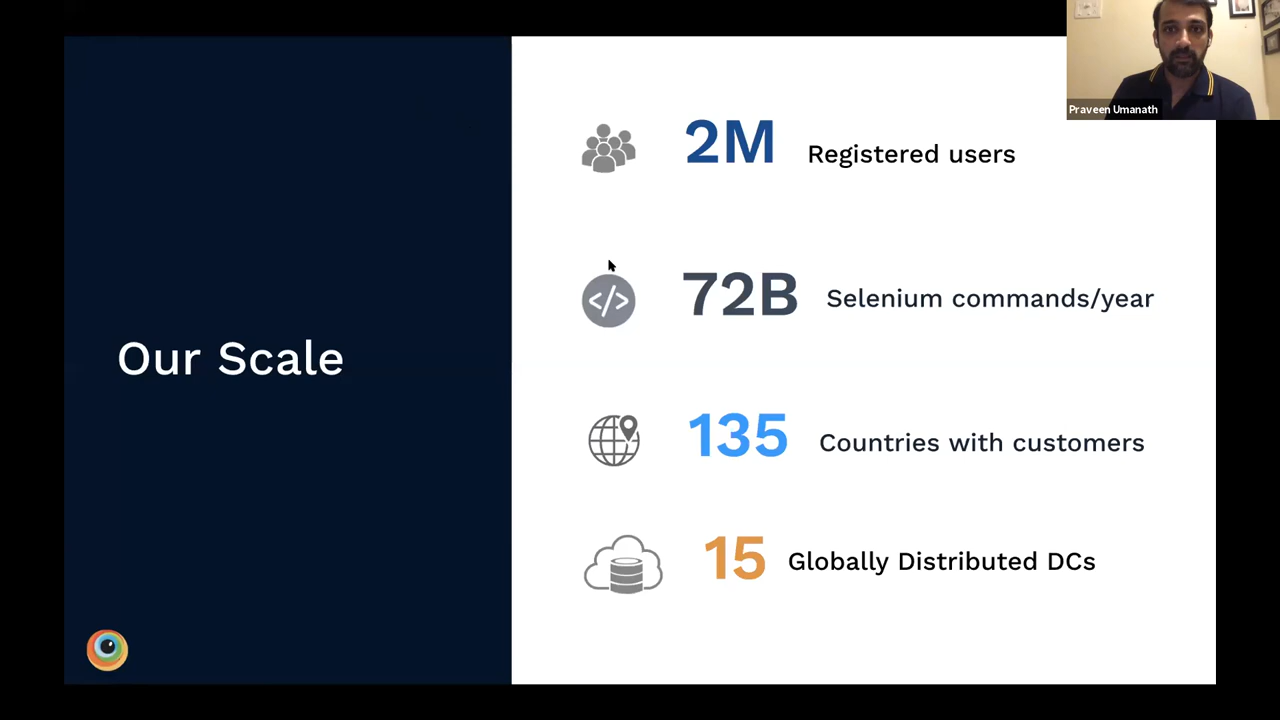 Praveen Umanath
2M Registered users
72B Selenium commands/year
Our Scale
135 Countries with customers
15 Globally Distributed DCs